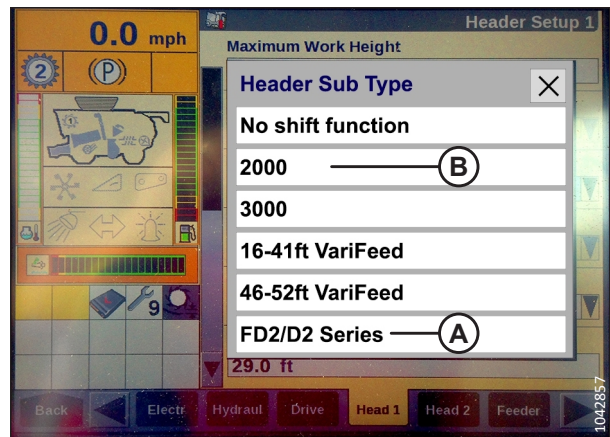 0.0 mph
Header Setup 1
2
(P)
Maximum Work Height
Header Sub Type
No shift function
2000
B
3000
16-41ft VariFeed
46-52ft VariFeed
FD2/D2 Series
A
1
9
29.0 ft
Back
Electr
Hydraul
Drive
Head 1
Head 2
Feeder
1042857